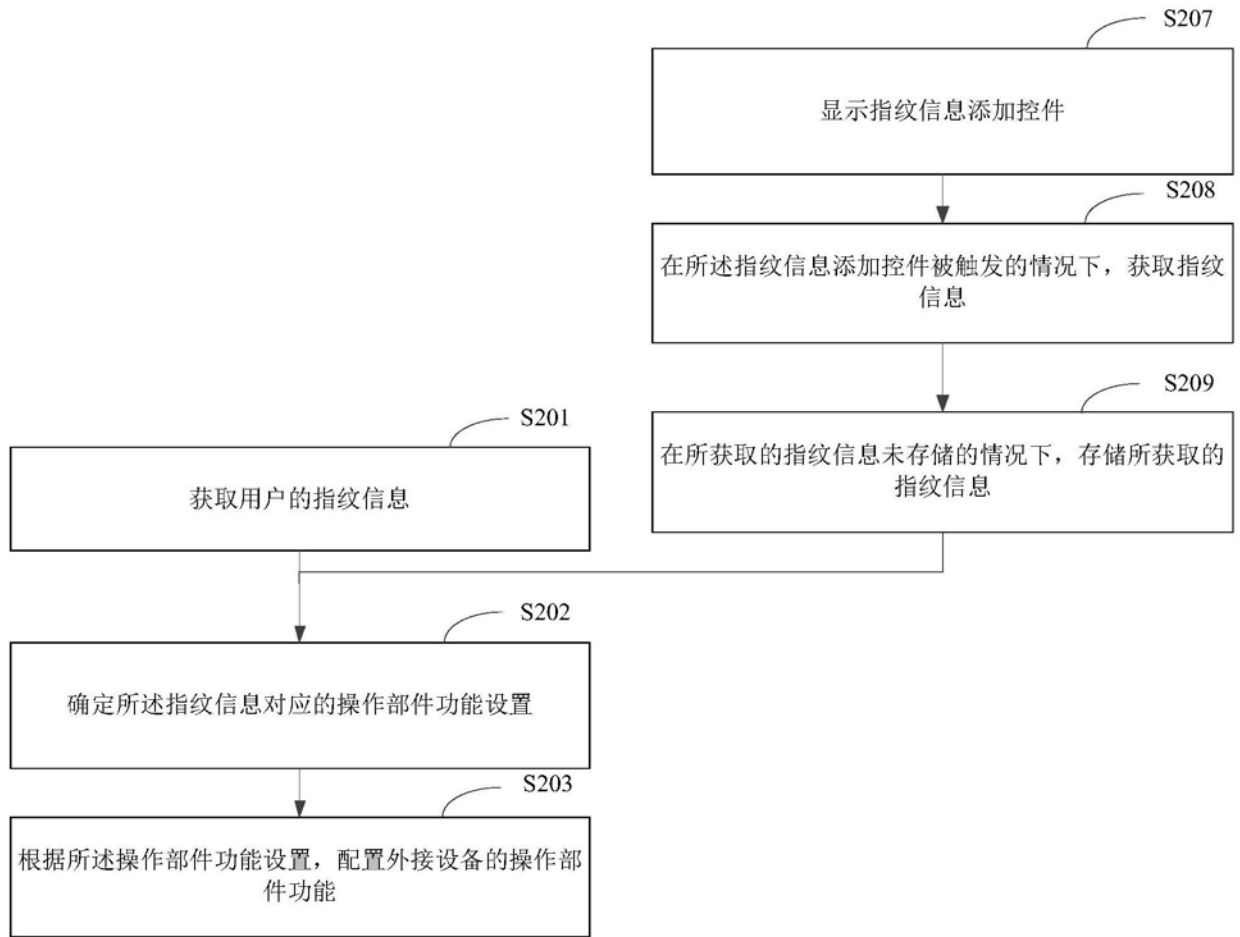 S207
显示指纹信息添加控件
S208
在所述指纹信息添加控件被触发的情况下，获取指纹
信息
S209
在所获取的指纹信息未存储的情况下，存储所获取的
指纹信息
S201
获取用户的指纹信息
S202
确定所述指纹信息对应的操作部件功能设置
S203
根据所述操作部件功能设置，配置外接设备的操作部
件功能